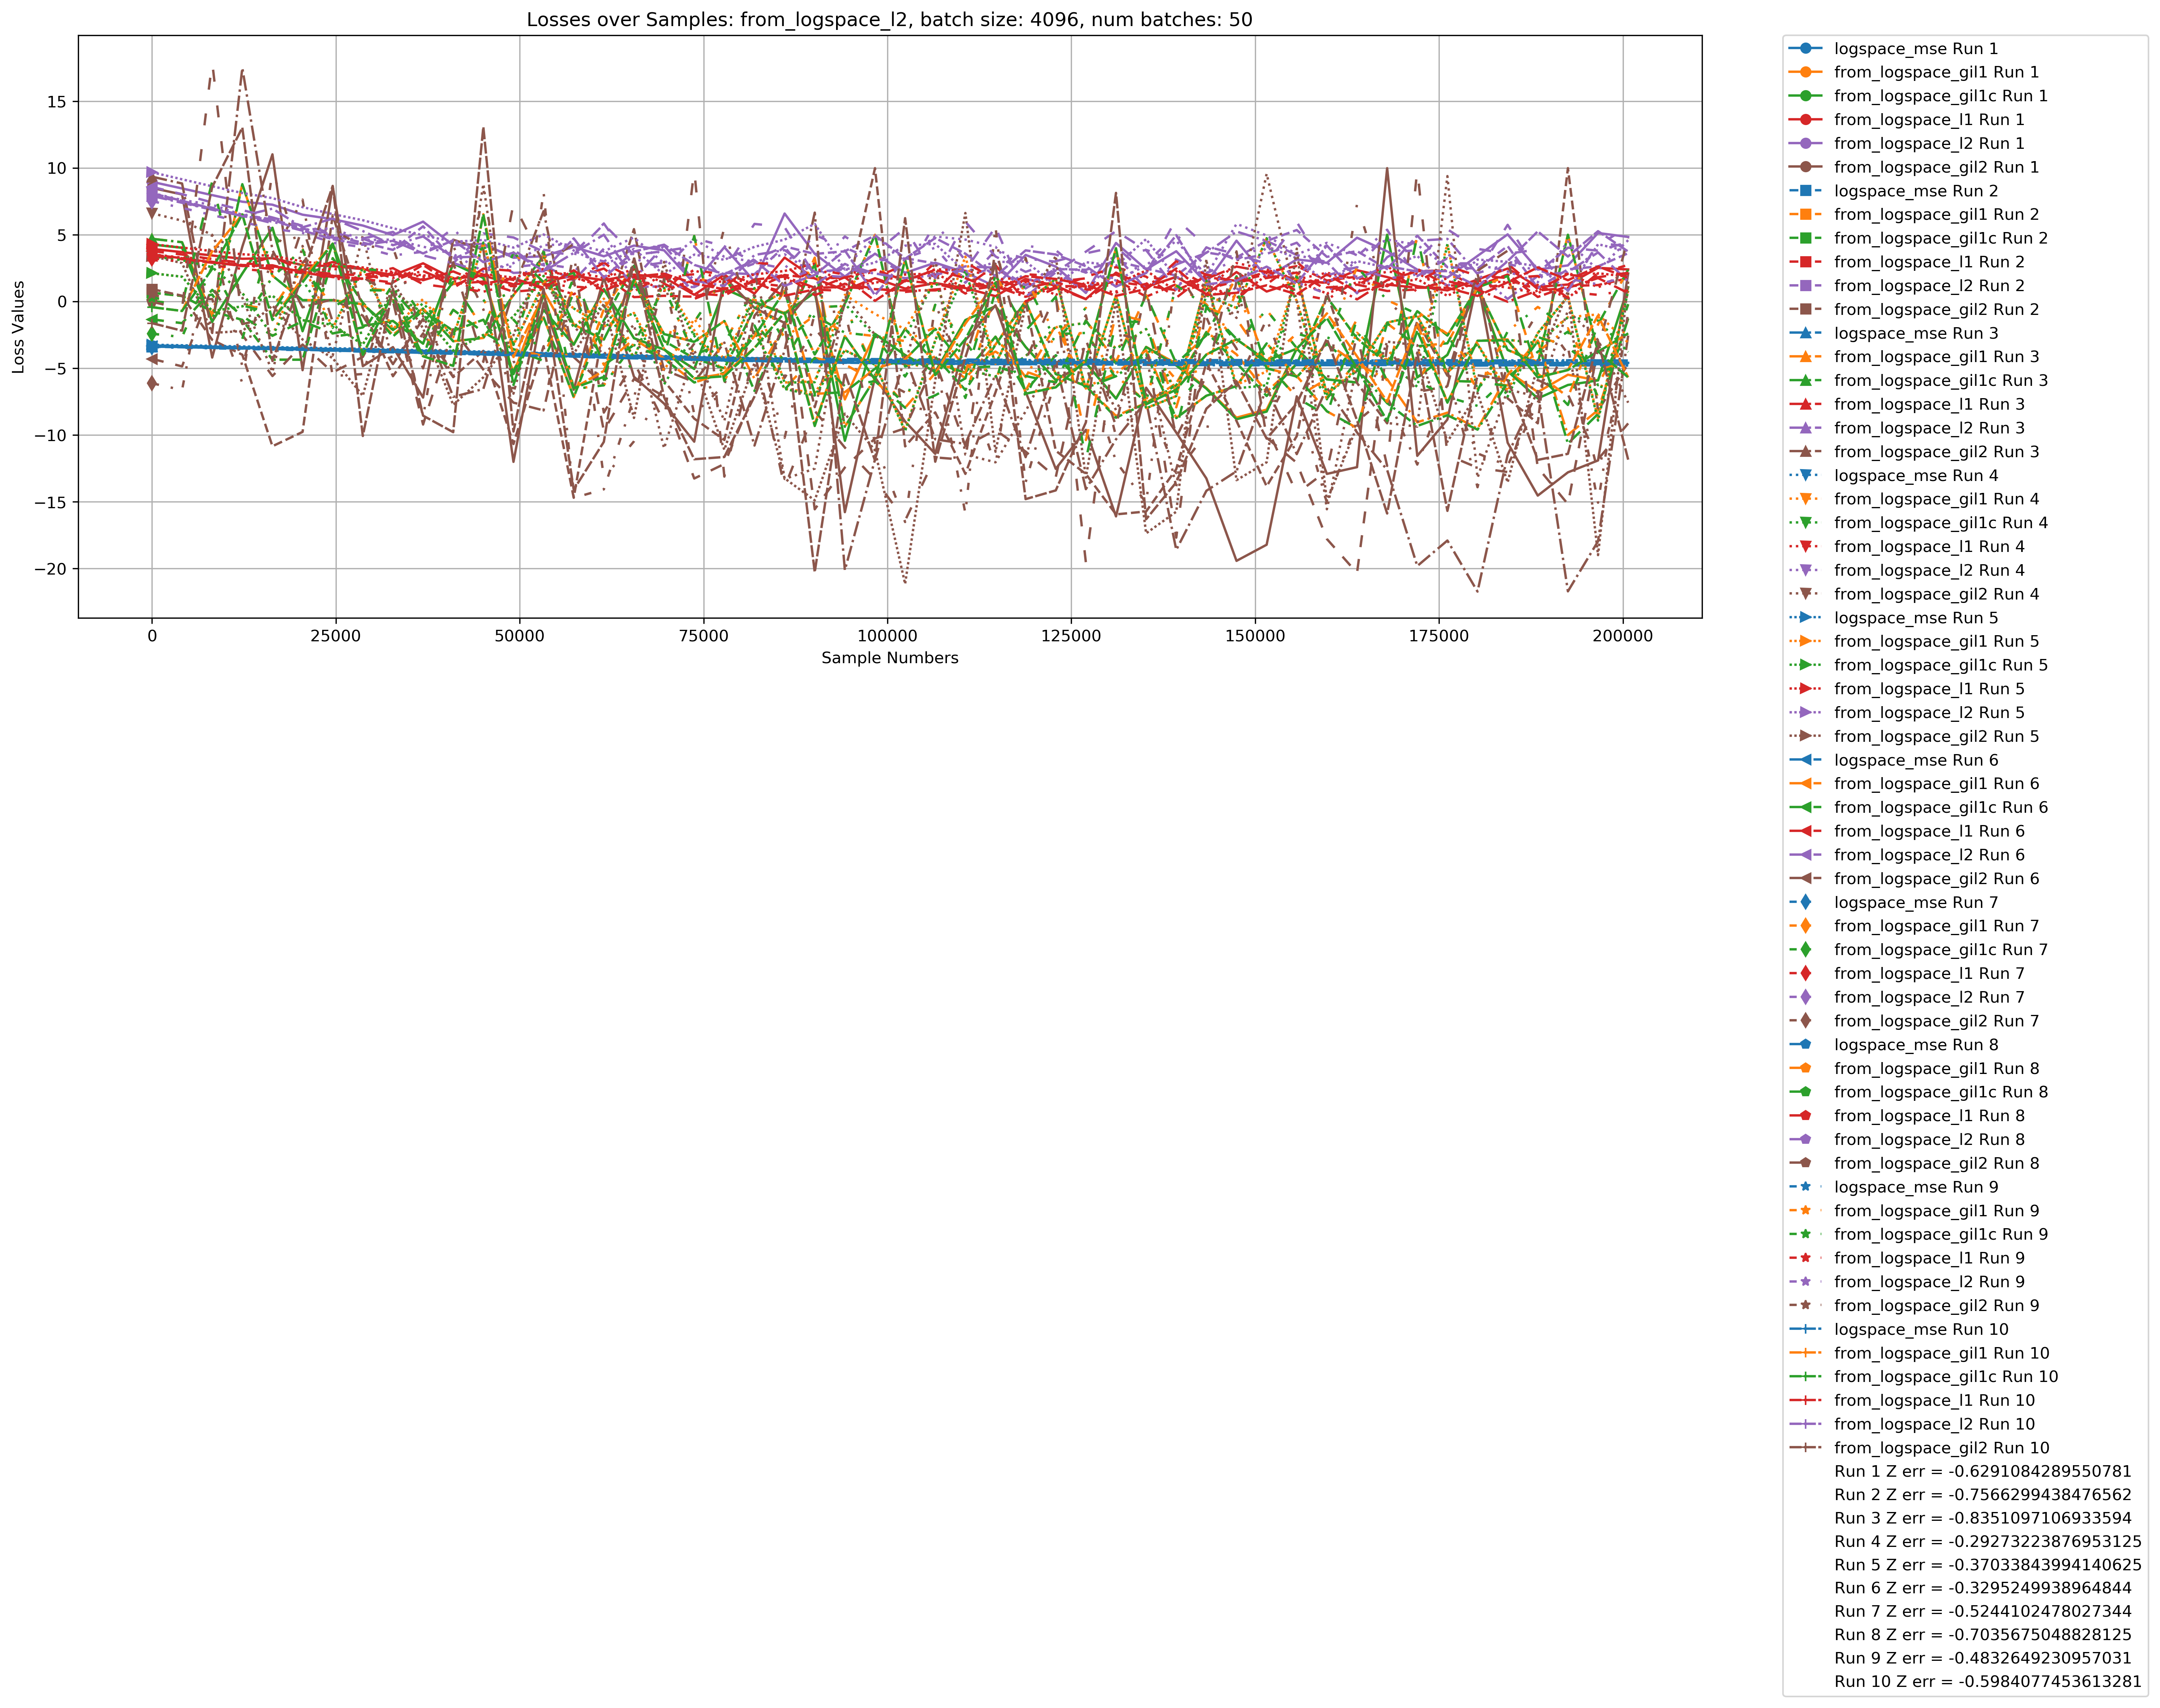 Losses over Samples: from_logspace_l2, batch size: 4096, num batches: 50
Loss Values
15
10
5
0
−5
−10
−15
−20
0 25000 50000 75000 100000 125000 150000 175000 200000
Sample Numbers
logspace_mse Run 1
from_logspace_gil1 Run 1
from_logspace_gil1c Run 1
from_logspace_l1 Run 1
from_logspace_l2 Run 1
from_logspace_gil2 Run 1
logspace_mse Run 2
from_logspace_gil1 Run 2
from_logspace_gil1c Run 2
from_logspace_l1 Run 2
from_logspace_l2 Run 2
from_logspace_gil2 Run 2
logspace_mse Run 3
from_logspace_gil1 Run 3
from_logspace_gil1c Run 3
from_logspace_l1 Run 3
from_logspace_l2 Run 3
from_logspace_gil2 Run 3
logspace_mse Run 4
from_logspace_gil1 Run 4
from_logspace_gil1c Run 4
from_logspace_l1 Run 4
from_logspace_l2 Run 4
from_logspace_gil2 Run 4
logspace_mse Run 5
from_logspace_gil1 Run 5
from_logspace_gil1c Run 5
from_logspace_l1 Run 5
from_logspace_l2 Run 5
from_logspace_gil2 Run 5
logspace_mse Run 6
from_logspace_gil1 Run 6
from_logspace_gil1c Run 6
from_logspace_l1 Run 6
from_logspace_l2 Run 6
from_logspace_gil2 Run 6
logspace_mse Run 7
from_logspace_gil1 Run 7
from_logspace_gil1c Run 7
from_logspace_l1 Run 7
from_logspace_l2 Run 7
from_logspace_gil2 Run 7
logspace_mse Run 8
from_logspace_gil1 Run 8
from_logspace_gil1c Run 8
from_logspace_l1 Run 8
from_logspace_l2 Run 8
from_logspace_gil2 Run 8
logspace_mse Run 9
from_logspace_gil1 Run 9
from_logspace_gil1c Run 9
from_logspace_l1 Run 9
from_logspace_l2 Run 9
from_logspace_gil2 Run 9
logspace_mse Run 10
from_logspace_gil1 Run 10
from_logspace_gil1c Run 10
from_logspace_l1 Run 10
from_logspace_l2 Run 10
from_logspace_gil2 Run 10
Run 1 Z err = -0.6291084289550781
Run 2 Z err = -0.7566299438476562
Run 3 Z err = -0.8351097106933594
Run 4 Z err = -0.29273223876953125
Run 5 Z err = -0.37033843994140625
Run 6 Z err = -0.3295249938964844
Run 7 Z err = -0.5244102478027344
Run 8 Z err = -0.7035675048828125
Run 9 Z err = -0.4832649230957031
Run 10 Z err = -0.5984077453613281